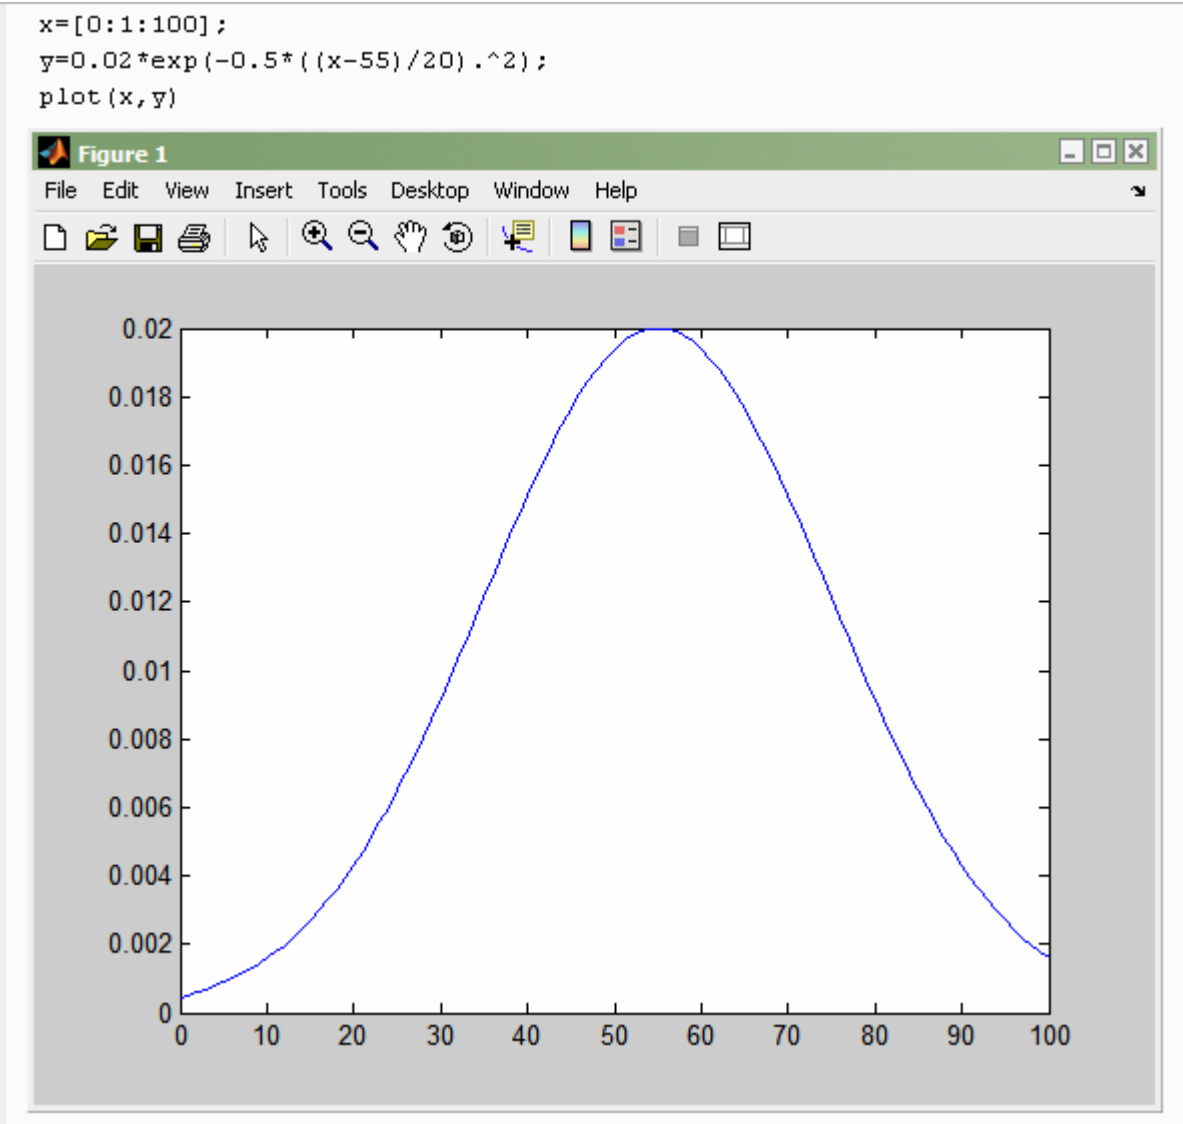 x=[0:1:100];
y=0.02*exp(-0.5*((x-55)/20).^2);
plot(x,y)
Figure 1
File Edit View Insert Tools Desktop Window Help
0.02
0.018
0.016
0.014
0.012
0.01
0.008
0.006
0.004
0.002
0
0 10 20 30 40 50 60 70 80 90 100